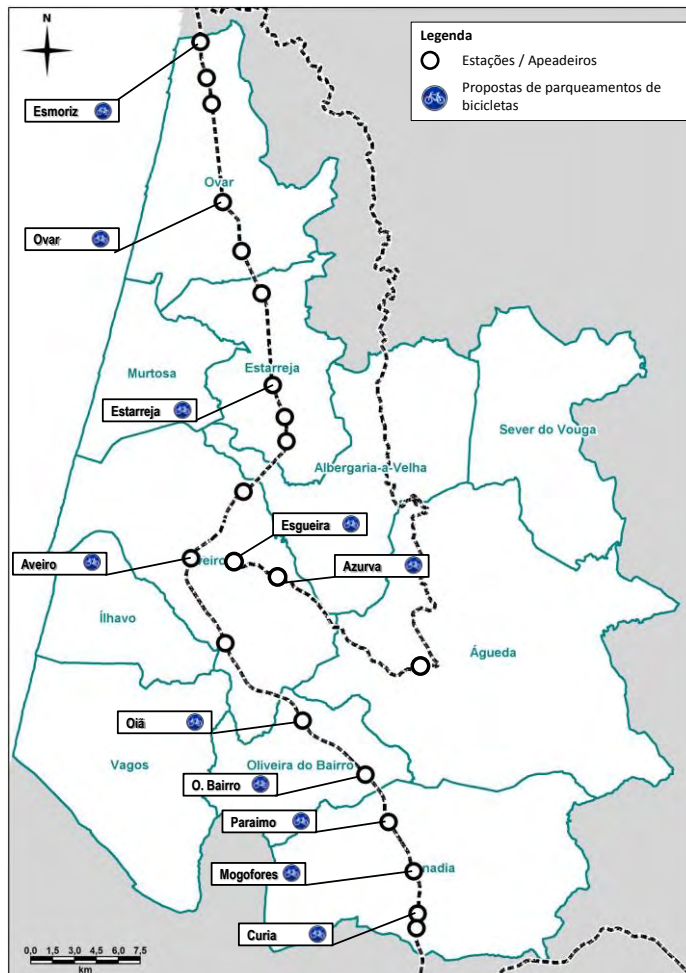 N
Legenda
Estações / Apeadeiros
Propostas de parqueamentos de
bicicletas
Esmoriz
Ovar
Ovar
Murtosa
Estarreja
Estarreja
Sever do Vouga
Albergaria-a-Velha
Esgueira
Aveiro
eiro
Azurva
Ílhavo
Águeda
Oiã
Vagos
Oliveira do Bairro
O. Bairro
Paraimo
Mogofores
nadia
Curia
0,0 1,5 3,0 4,5 6,0 7,5
km